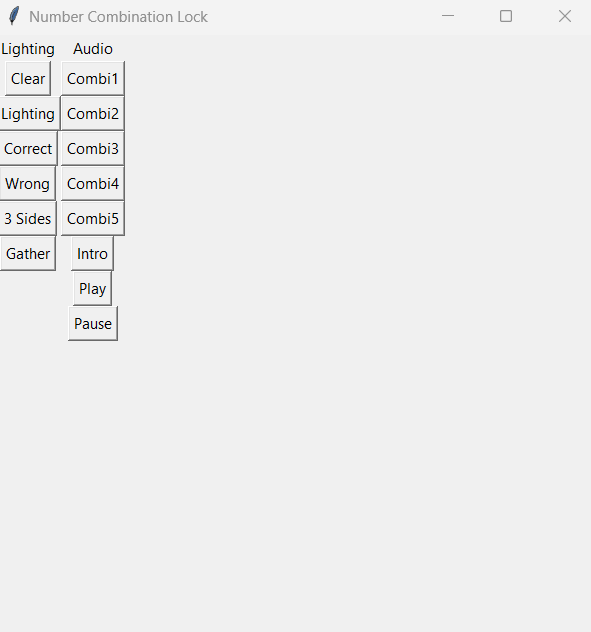 Number Combination Lock
Lighting Audio
Clear Combi1
Lighting Combi2
Correct Combi3
Wrong Combi4
3 Sides Combi5
Gather Intro
Play
Pause